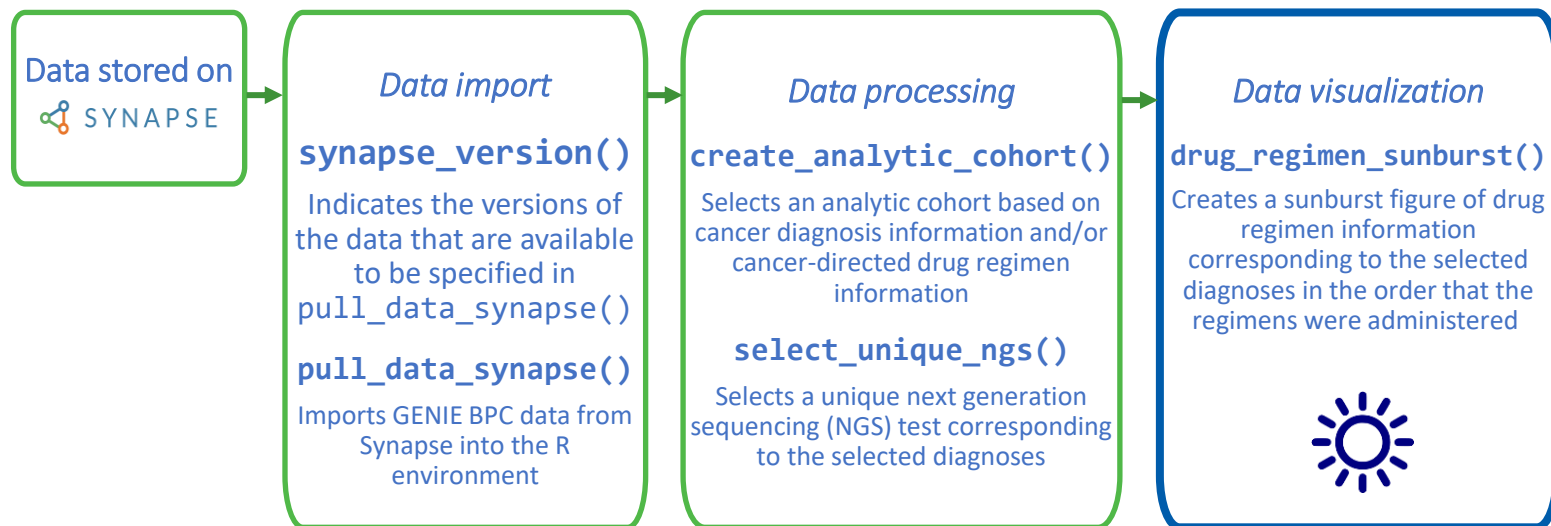 Data stored on
SYNAPSE
Data import
synapse_version()
Indicates the versions of
the data that are available
to be specified in
pull_data_synapse()
pull_data_synapse()
Imports GENIE BPC data from
Synapse into the R
environment
Data processing
create_analytic_cohort()
Selects an analytic cohort based on
cancer diagnosis information and/or
cancer-directed drug regimen
information
select_unique_ngs()
Selects a unique next generation
sequencing (NGS) test corresponding
to the selected diagnoses
Data visualization
drug_regimen_sunburst()
Creates a sunburst figure of drug
regimen information
corresponding to the selected
diagnoses in the order that the
regimens were administered